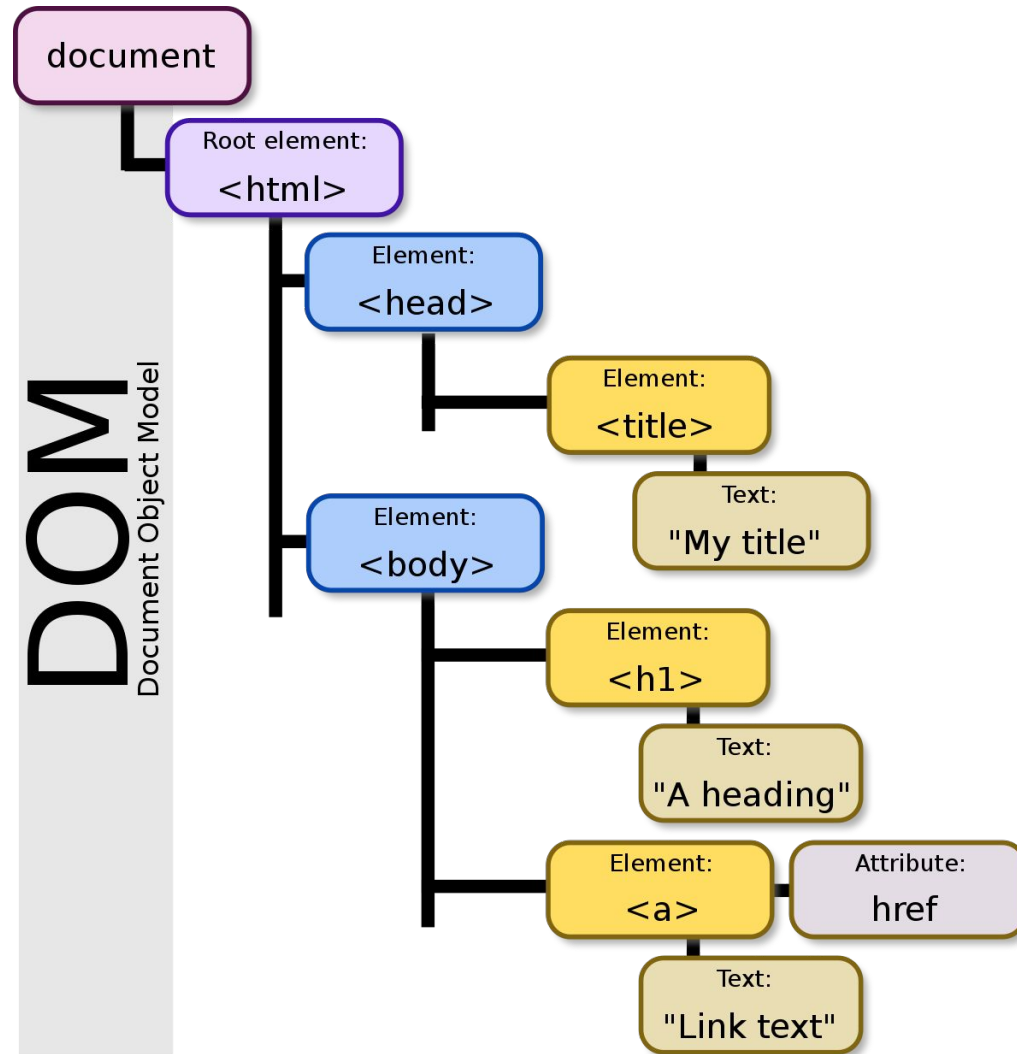 document
Root element:
<html>
Element:
<head>
Element:
<title>
Text:
"My title"
Element:
<body>
Element:
<h1>
Text:
"A heading"
Element:
<a>
Attribute:
href
Text:
"Link text"
DOM
Document Object Model